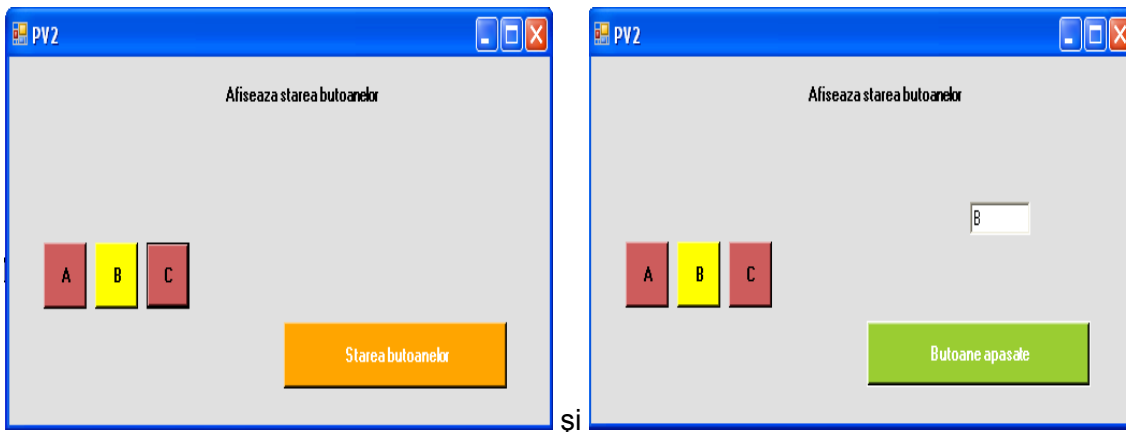 PV2
Afiseaza starea butoanelor
A B C
Starea butoanelor
și
PV2
Afiseaza starea butoanelor
B
A B C
Butoane apasate